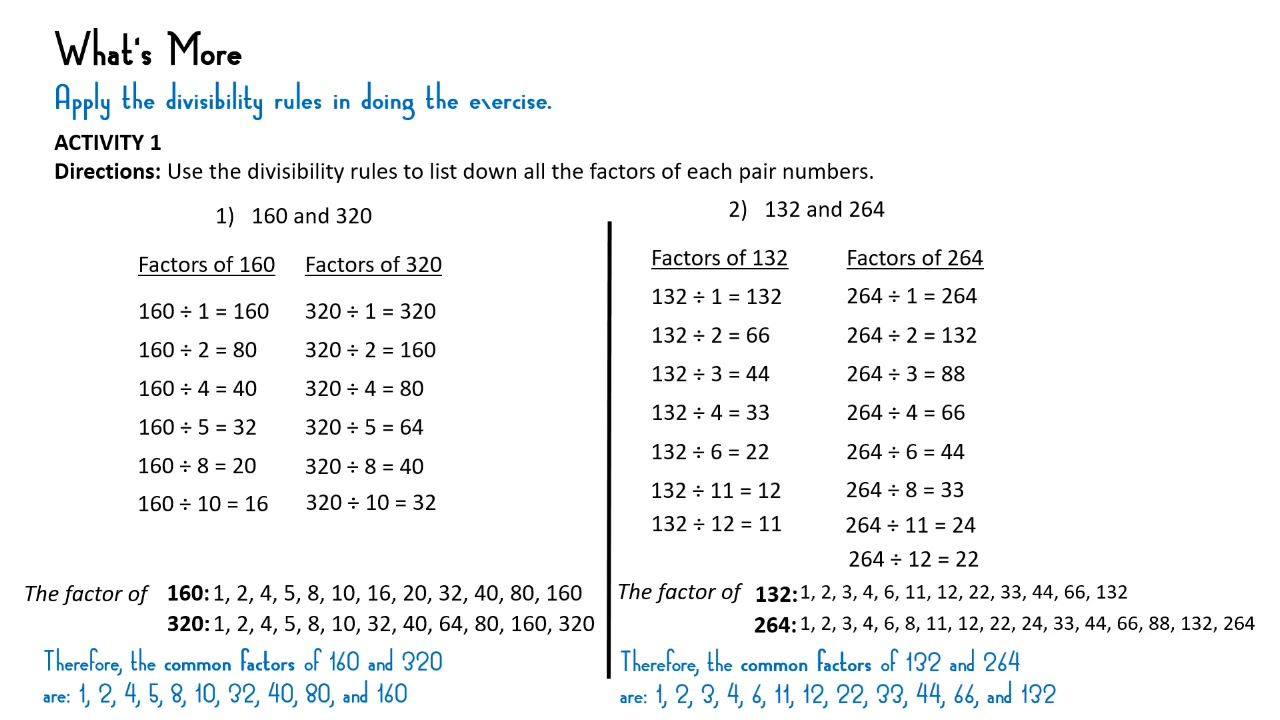 What's More
Apply the divisibility rules in doing the exercise.
ACTIVITY 1
Directions: Use the divisibility rules to list down all the factors of each pair numbers.
1) 160 and 320
Factors of 160 Factors of 320
160 ÷ 1 = 160 320 ÷ 1 = 320
160 ÷ 2 = 80 320 ÷ 2 = 160
160 ÷ 4 = 40 320 ÷ 4 = 80
160 ÷ 5 = 32 320 ÷ 5 = 64
160 ÷ 8 = 20 320 ÷ 8 = 40
160 ÷ 10 = 16 320 ÷ 10 = 32
The factor of 160: 1, 2, 4, 5, 8, 10, 16, 20, 32, 40, 80, 160
320: 1, 2, 4, 5, 8, 10, 32, 40, 64, 80, 160, 320
Therefore, the common factors of 160 and 320
are: 1, 2, 4, 5, 8, 10, 32, 40, 80, and 160
2) 132 and 264
Factors of 132 Factors of 264
132 ÷ 1 = 132 264 ÷ 1 = 264
132 ÷ 2 = 66 264 ÷ 2 = 132
132 ÷ 3 = 44 264 ÷ 3 = 88
132 ÷ 4 = 33 264 ÷ 4 = 66
132 ÷ 6 = 22 264 ÷ 6 = 44
132 ÷ 11 = 12 264 ÷ 8 = 33
132 ÷ 12 = 11 264 ÷ 11 = 24
264 ÷ 12 = 22
The factor of 132: 1, 2, 3, 4, 6, 11, 12, 22, 33, 44, 66, 132
264: 1, 2, 3, 4, 6, 8, 11, 12, 22, 24, 33, 44, 66, 88, 132, 264
Therefore, the common factors of 132 and 264
are: 1, 2, 3, 4, 6, 11, 12, 22, 33, 44, 66, and 132